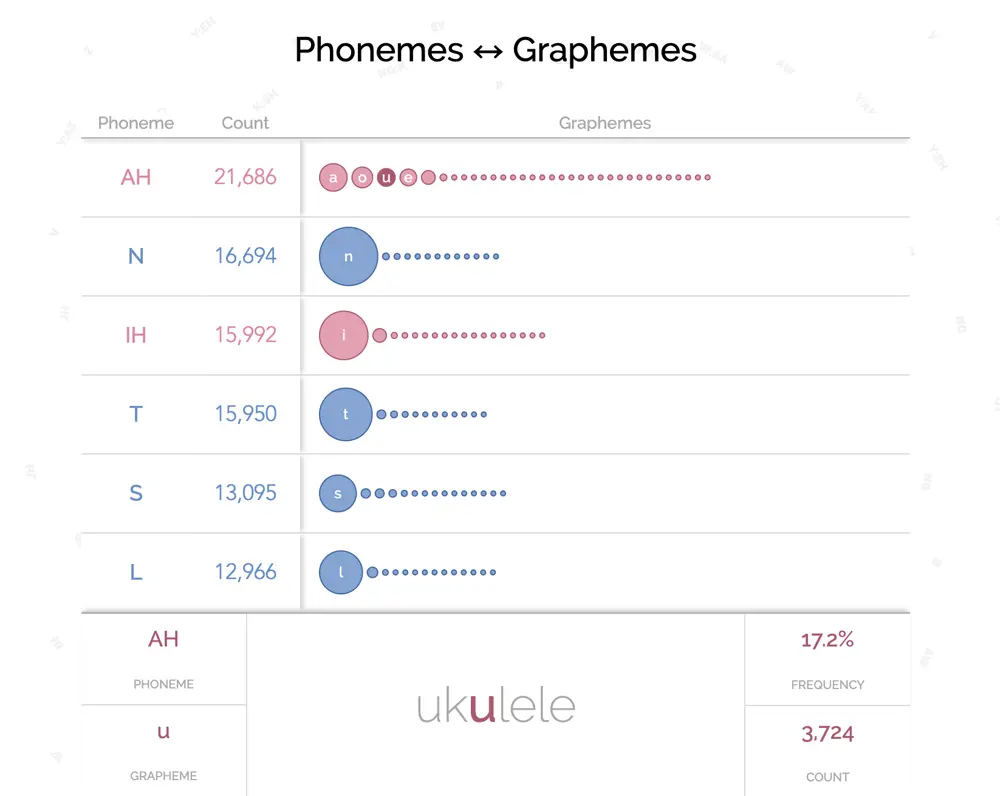 Phonemes ↔ Graphemes
Phoneme Count Graphemes
AH 21,686 a o u e
N 16,694 n
IH 15,992 i
T 15,950 t
S 13,095 s
L 12,966 l
AH
PHONEME
u
GRAPHEME
ukulele
17.2%
FREQUENCY
3,724
COUNT